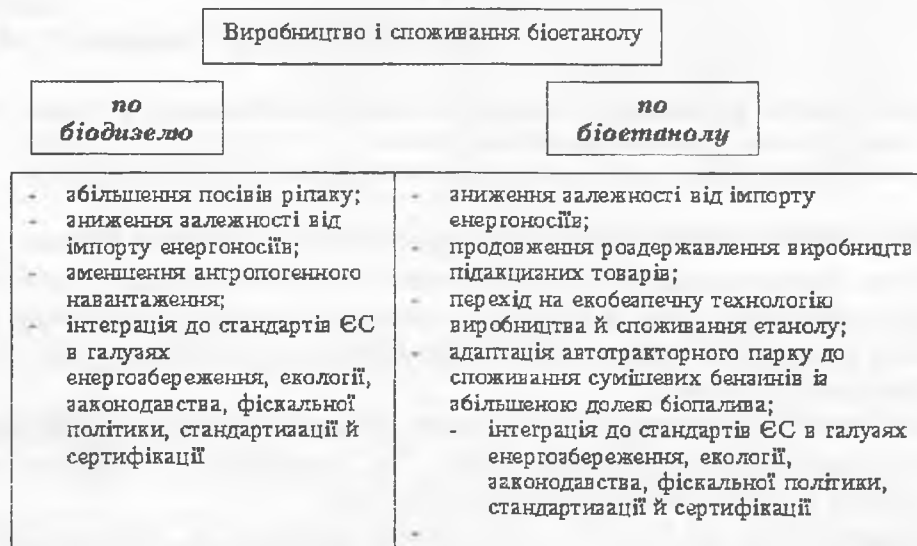 Виробництво і споживання біоетанолу
по
біодизелю
по
біоетанолу
- збільшення посівів ріпаку;
- зниження залежності від
імпорту енергоносіїв;
- зменшення антропогенного
навантаження;
- інтеграція до стандартів ЄС
в галузях
енергозбереження, екології,
законодавства, фіскальної
політики, стандартизації й
сертифікації
- зниження залежності від імпорту
енергоносіїв;
- продовження роздержавлення виробництв
підакцизних товарів;
- перехід на екобезпечну технологію
виробництва й споживання етанолу;
- адаптація автотракторного парку до
споживання сумішевих бензинів із
збільшеною долею біопалива;
- інтеграція до стандартів ЄС в галузях
енергозбереження, екології,
законодавства, фіскальної політики,
стандартизації й сертифікації
-